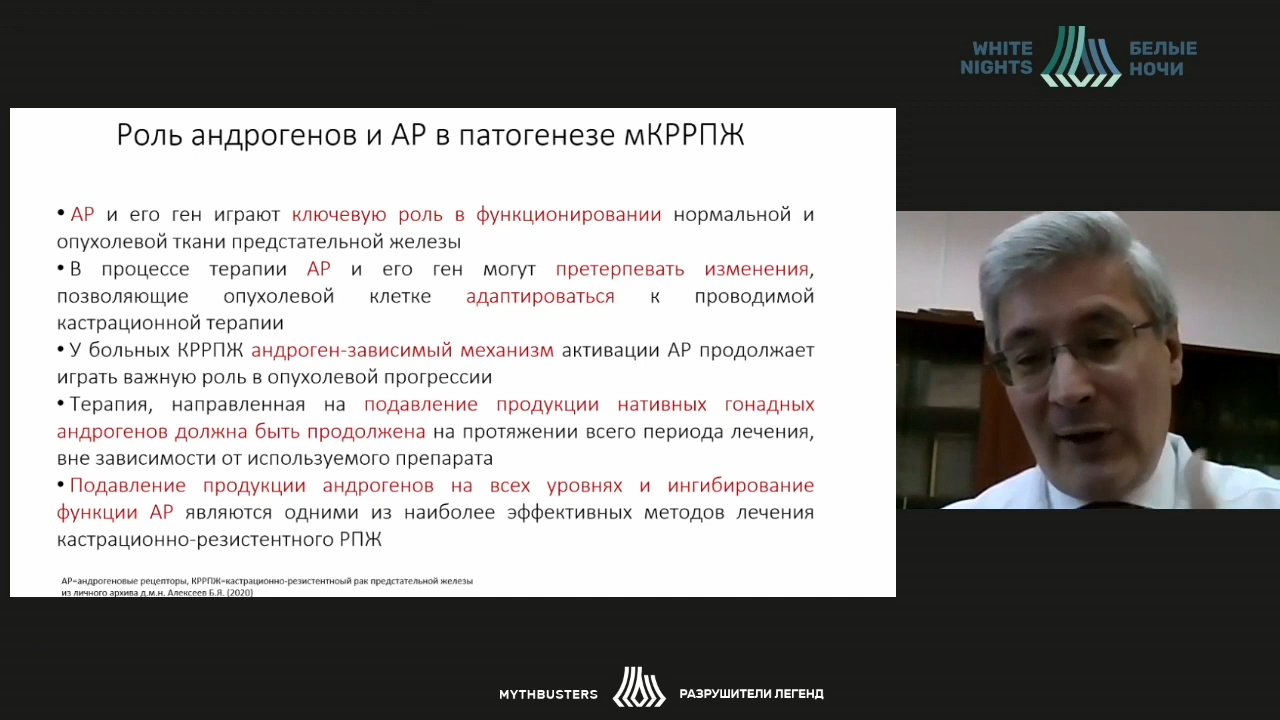 WHITE NIGHTS
БЕЛЫЕ НОЧИ
Роль андрогенов и АР в патогенезе мКРРПЖ
• АР и его ген играют ключевую роль в функционировании нормальной и
опухолевой ткани предстательной железы
• В процессе терапии АР и его ген могут претерпевать изменения,
позволяющие опухолевой клетке адаптироваться к проводимой
кастрационной терапии
• У больных КРРПЖ андроген-зависимый механизм активации АР продолжает
играть важную роль в опухолевой прогрессии
• Терапия, направленная на подавление продукции нативных гонадных
андрогенов должна быть продолжена на протяжении всего периода лечения,
вне зависимости от используемого препарата
• Подавление продукции андрогенов на всех уровнях и ингибирование
функции АР являются одними из наиболее эффективных методов лечения
кастрационно-резистентного РПЖ
АР=андрогеновые рецепторы, КРРПЖ=кастрационно-резистентноый рак предстательной железы
из личного архива д.м.н. Алексеев Б.Я. (2020)
MYTHBUSTERS
РАЗРУШИТЕЛИ ЛЕГЕНД